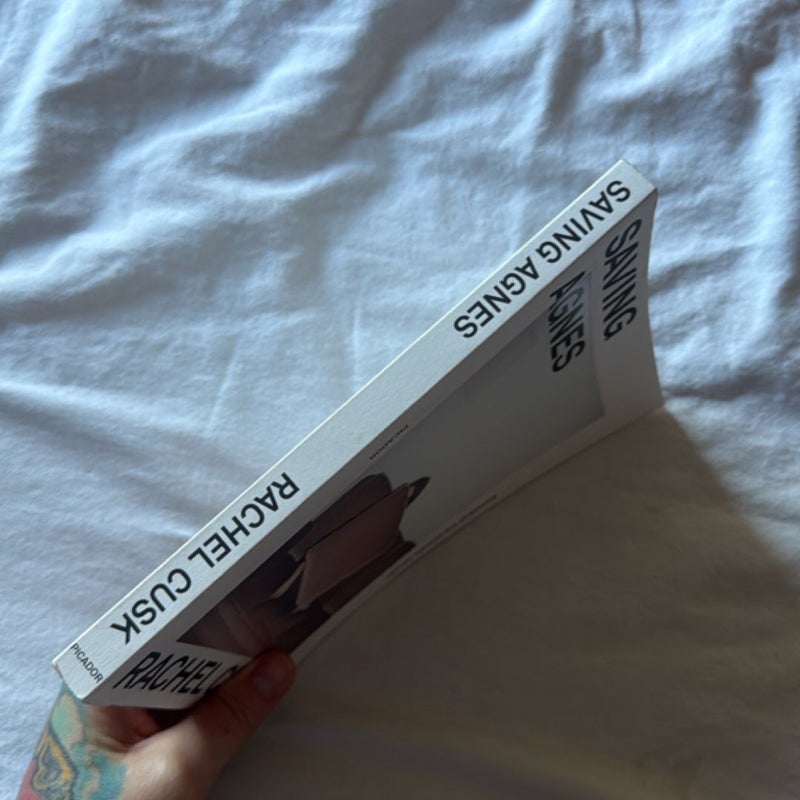 SAVING AGNES
RACHEL CUSK
PICADOR
SAVING
AGNES
PICADOR
RACHEL C